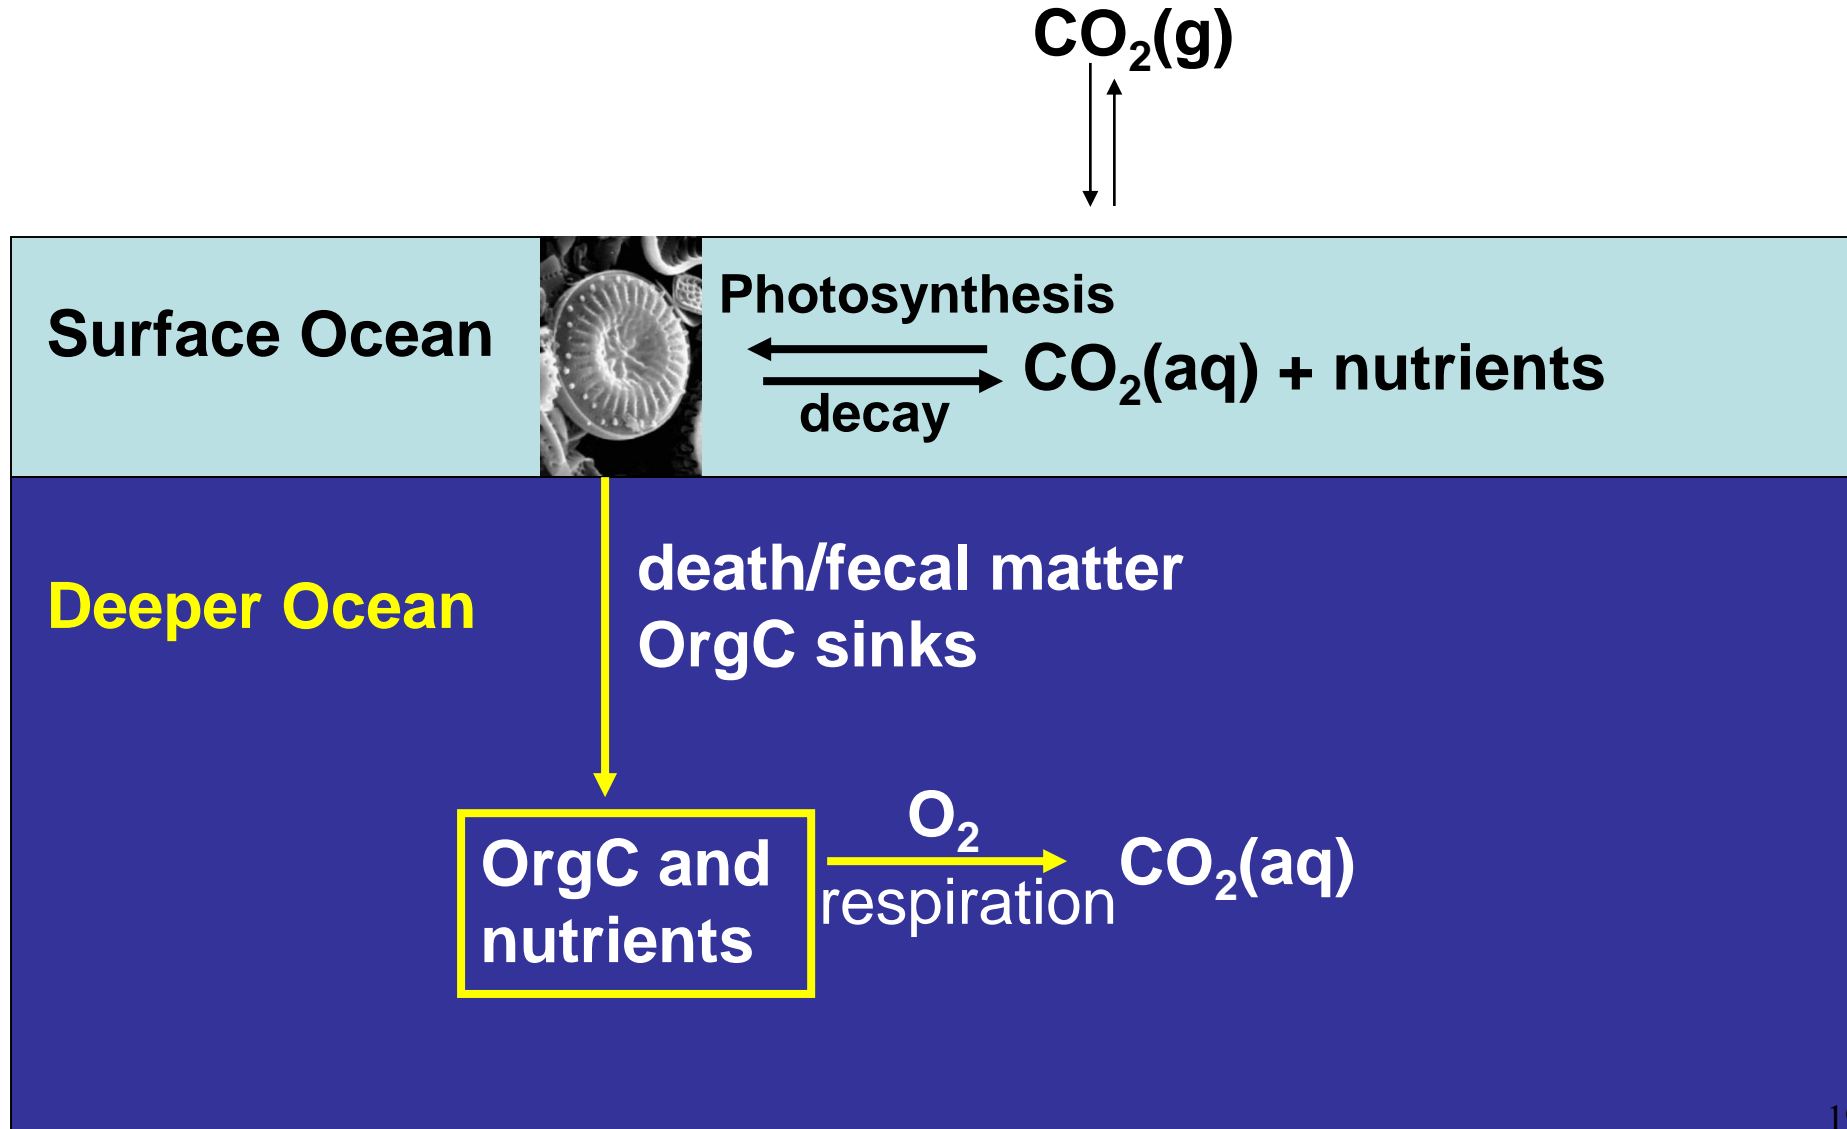 CO₂(g)
Surface Ocean
Photosynthesis
decay
CO₂(aq) + nutrients
Deeper Ocean
death/fecal matter
OrgC sinks
OrgC and
nutrients
O₂
respiration
CO₂(aq)